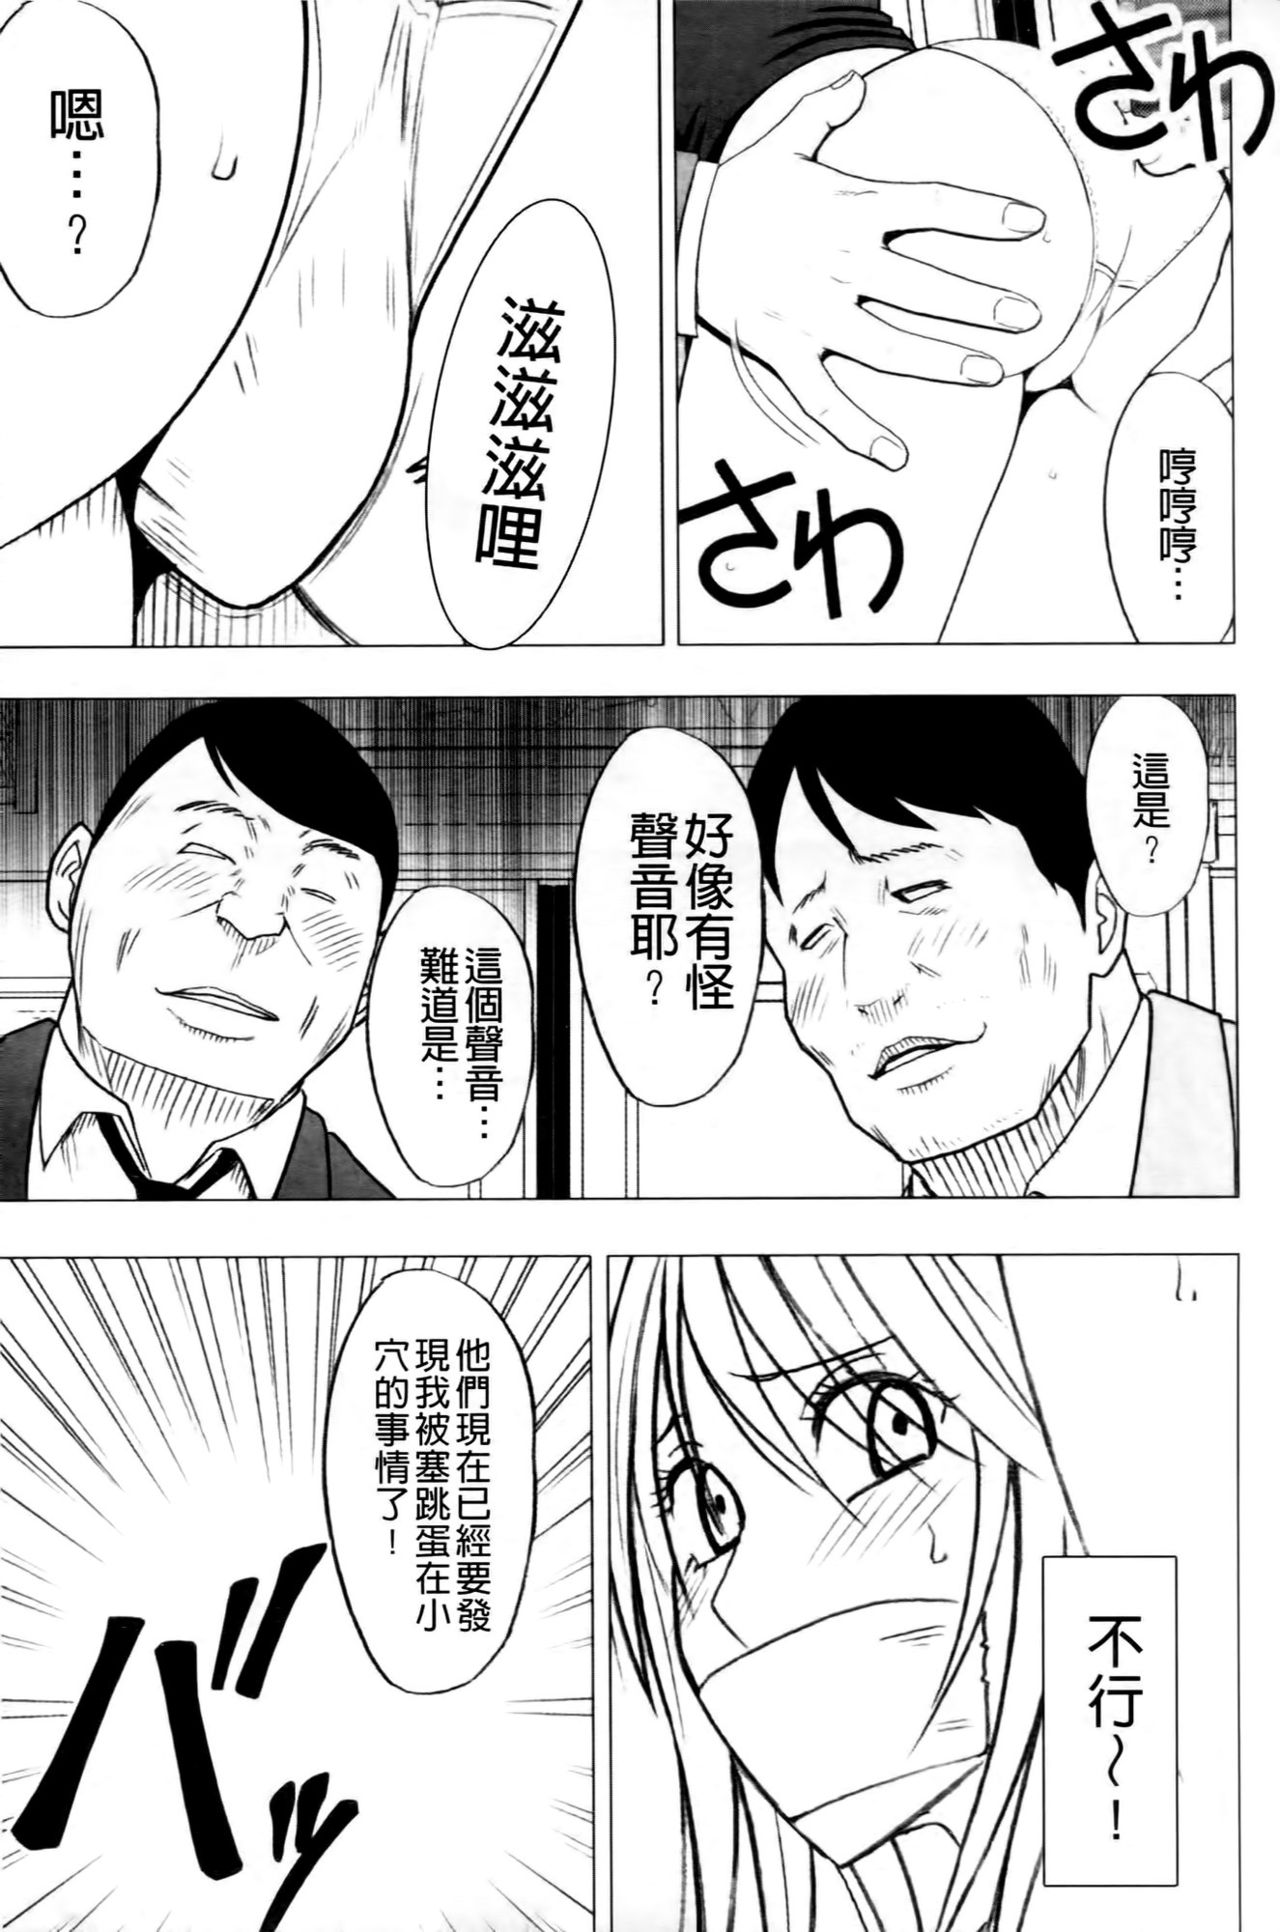 さわ
哼哼哼…
さわ
滋滋滋哩
嗯…?
這是?
好像有怪
聲音耶?
這個聲音…
難道是…
不行~!
他們現在已經要發
現我被塞跳蛋在小
穴的事情了!
バッ